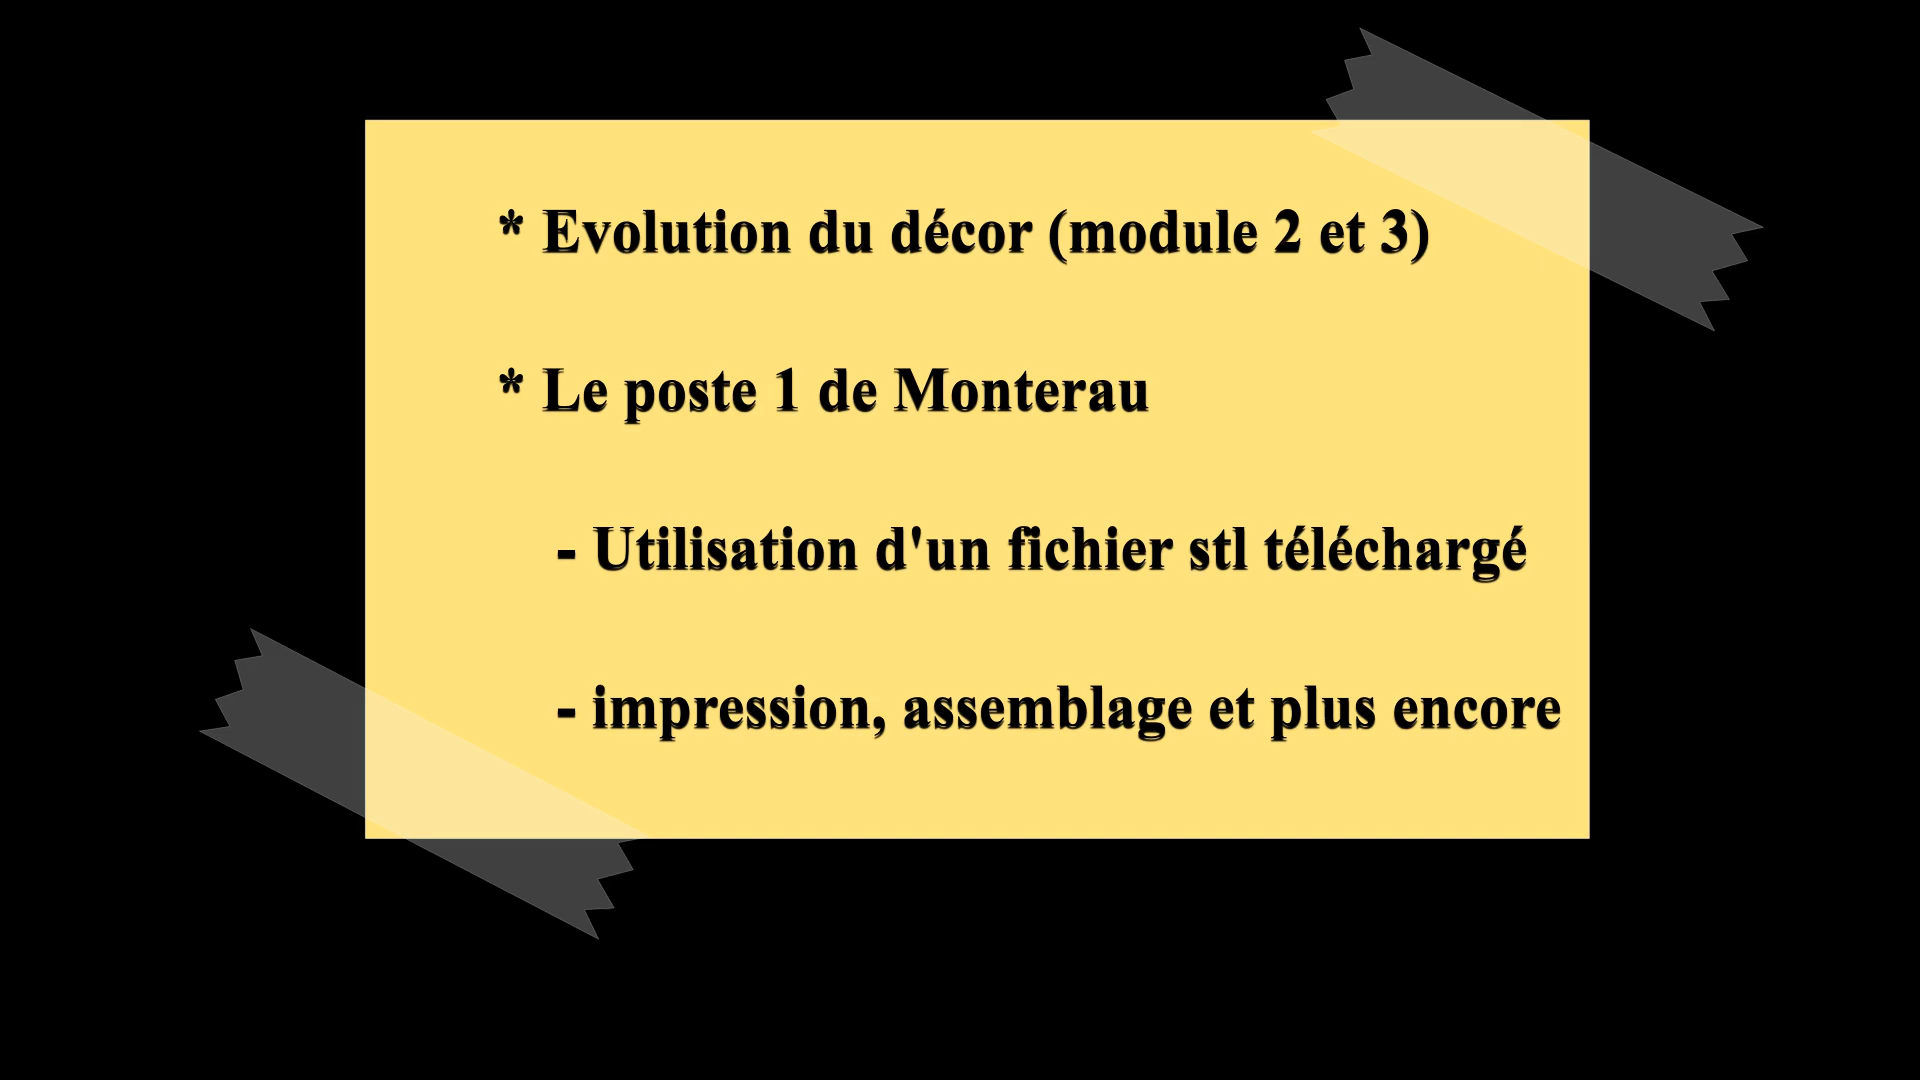 * Evolution du décor (module 2 et 3)
* Le poste 1 de Monterau
- Utilisation d'un fichier stl téléchargé
- impression, assemblage et plus encore